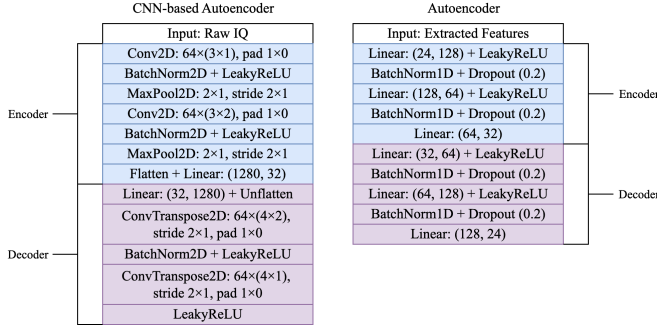 CNN-based Autoencoder
Input: Raw IQ
Conv2D: 64×(3×1), pad 1×0
BatchNorm2D + LeakyReLU
MaxPool2D: 2×1, stride 2×1
Conv2D: 64×(3×2), pad 1×0
BatchNorm2D + LeakyReLU
MaxPool2D: 2×1, stride 2×1
Flatten + Linear: (1280, 32)
Linear: (32, 1280) + Unflatten
ConvTranspose2D: 64×(4×2),
stride 2×1, pad 1×0
BatchNorm2D + LeakyReLU
ConvTranspose2D: 64×(4×1),
stride 2×1, pad 1×0
LeakyReLU
Encoder
Decoder
Autoencoder
Input: Extracted Features
Linear: (24, 128) + LeakyReLU
BatchNorm1D + Dropout (0.2)
Linear: (128, 64) + LeakyReLU
BatchNorm1D + Dropout (0.2)
Linear: (64, 32)
Linear: (32, 64) + LeakyReLU
BatchNorm1D + Dropout (0.2)
Linear: (64, 128) + LeakyReLU
BatchNorm1D + Dropout (0.2)
Linear: (128, 24)
Encoder
Decoder